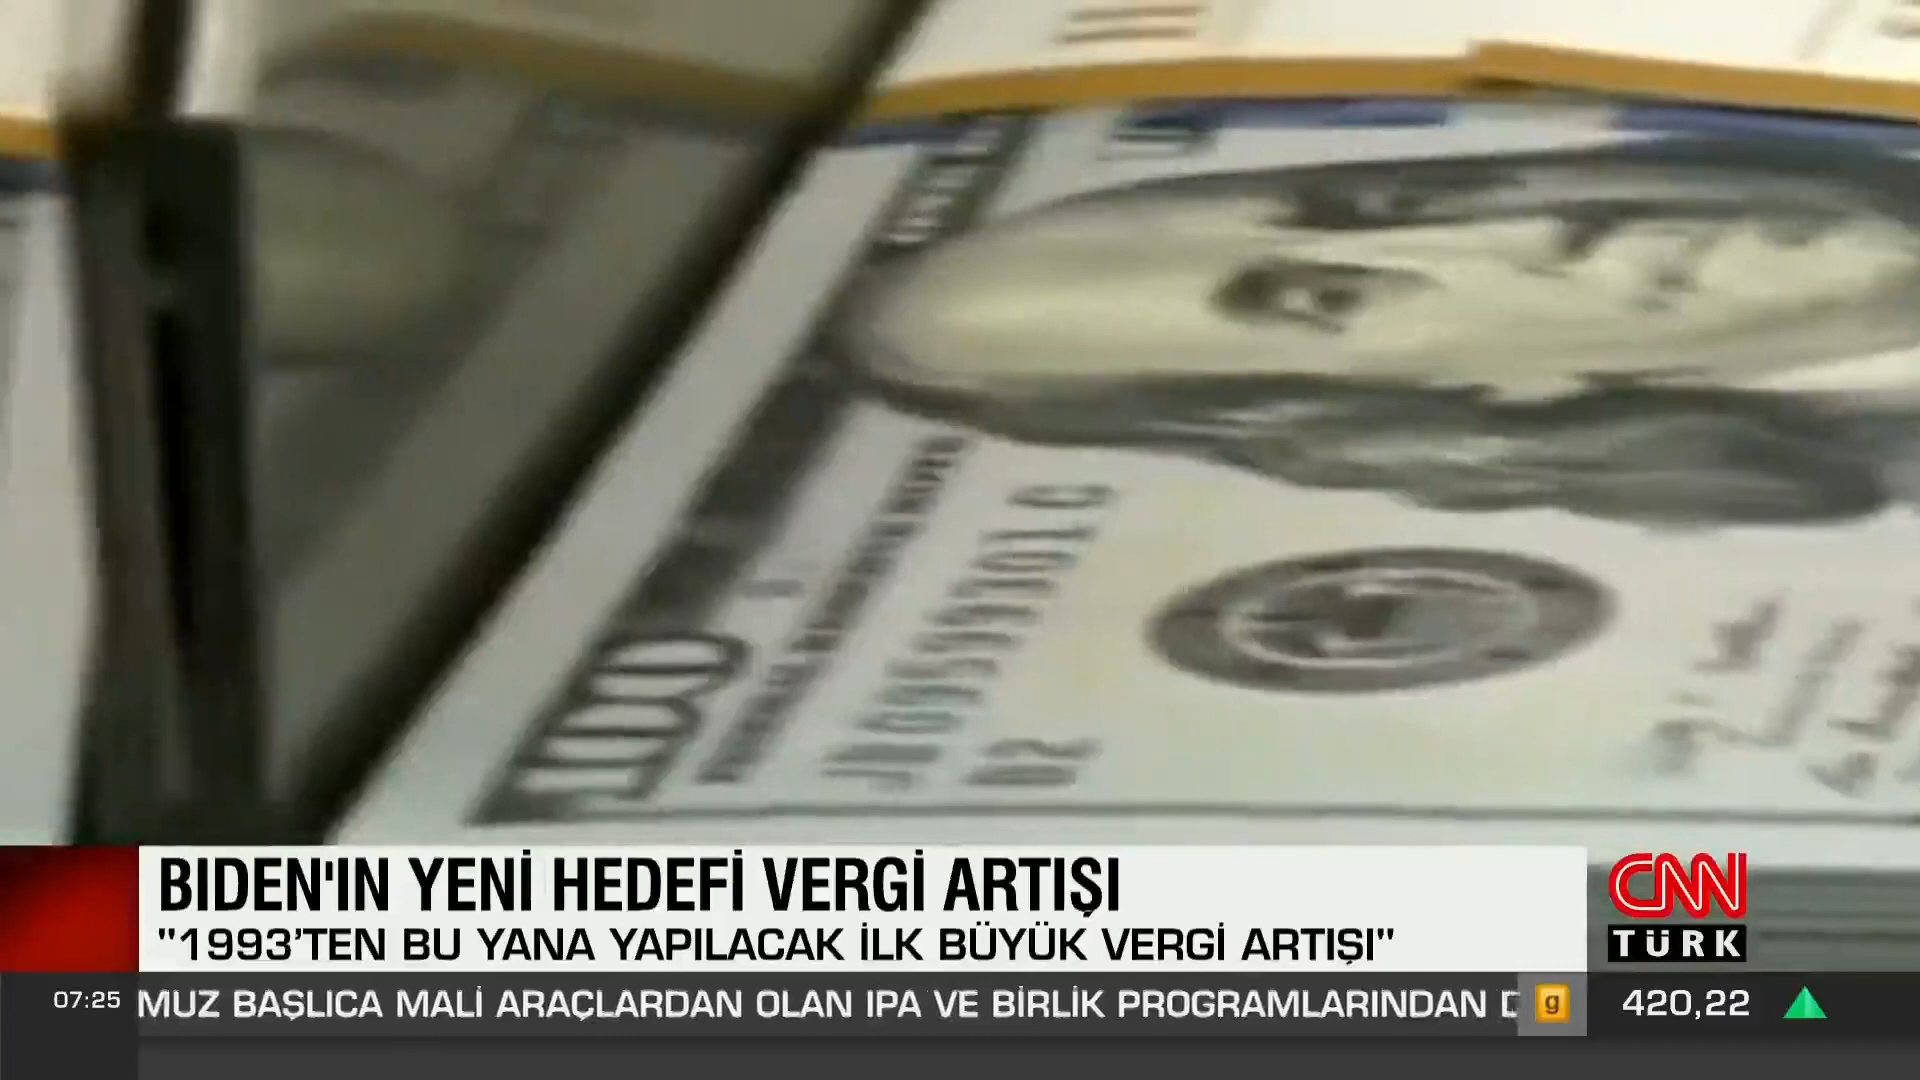 BIDEN'IN YENİ HEDEFİ VERGİ ARTIŞI
"1993'TEN BU YANA YAPILACAK İLK BÜYÜK VERGİ ARTIŞI"
CNN
TÜRK
07:25 MUZ BAŞLICA MALİ ARAÇLARDAN OLAN IPA VE BİRLİK PROGRAMLARINDAN
g 420,22